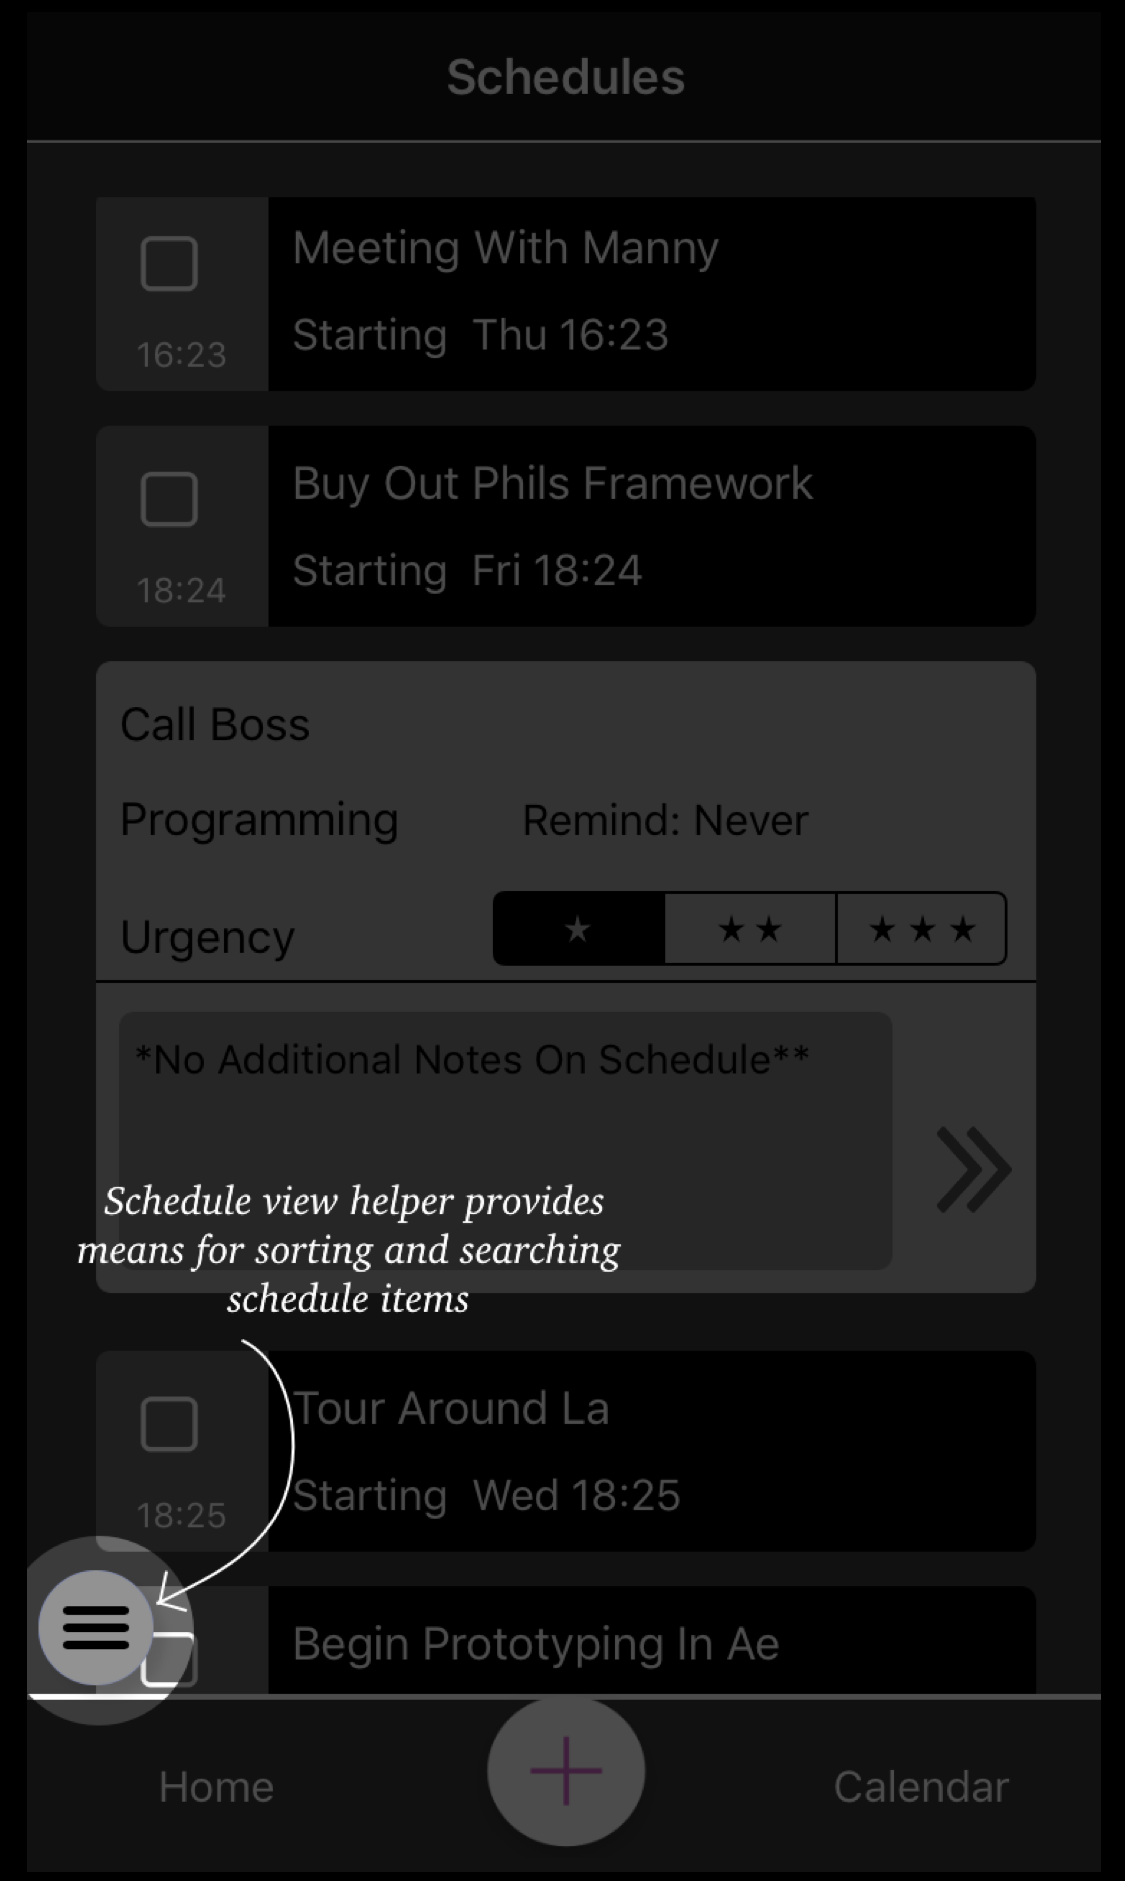 Schedules
Meeting With Manny
Starting Thu 16:23
16:23
Buy Out Phils Framework
Starting Fri 18:24
18:24
Call Boss
Programming Remind: Never
Urgency ★ ★★ ★★★
*No Additional Notes On Schedule**
Schedule view helper provides
means for sorting and searching
schedule items
Tour Around La
Starting Wed 18:25
18:25
Begin Prototyping In Ae
Home Calendar